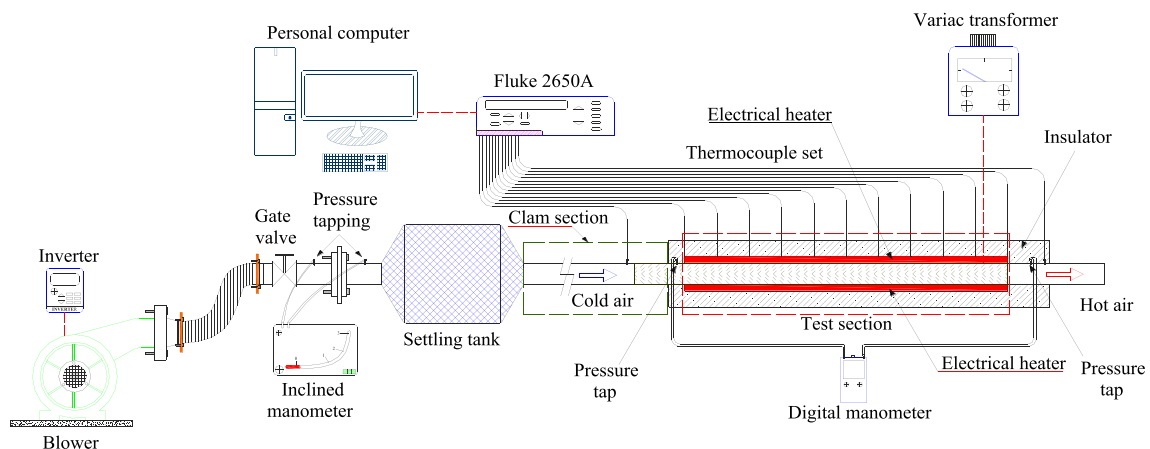 Variac transformer
Personal computer
Fluke 2650A
Electrical heater
Insulator
Thermocouple set
Pressure
tapping
Gate
valve
Clam section
Inverter
INVERTER
Cold air
Hot air
Settling tank
Test section
Electrical heater
Pressure
tap
Pressure
tap
Inclined
manometer
Digital manometer
Blower